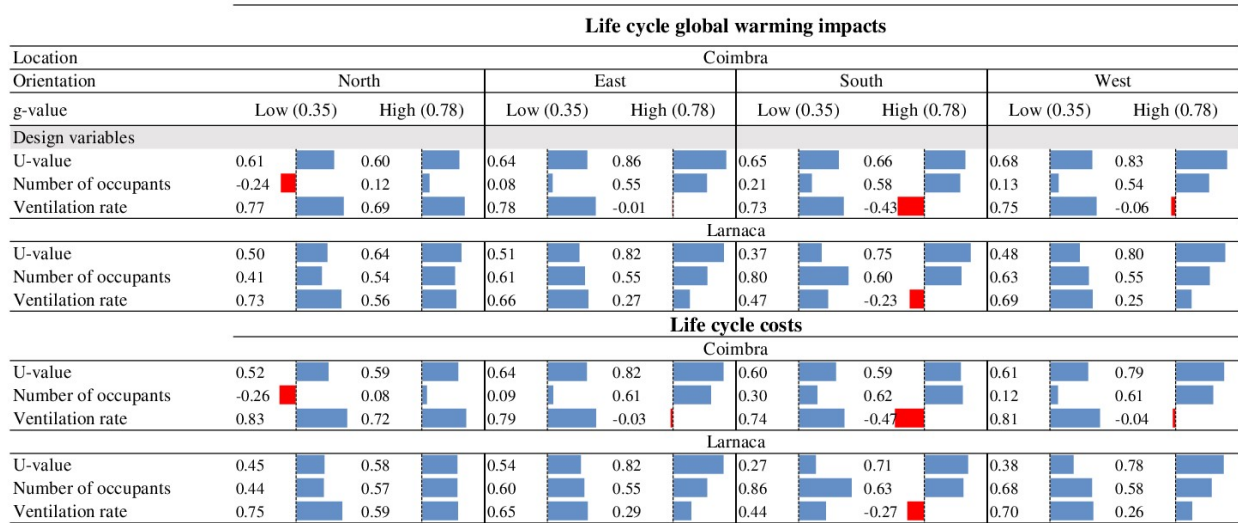 Life cycle global warming impacts
Location Coimbra
Orientation North East South West
g-value Low (0.35) High (0.78) Low (0.35) High (0.78) Low (0.35) High (0.78) Low (0.35) High (0.78)
Design variables
U-value 0.61 0.60 0.64 0.86 0.65 0.66 0.68 0.83
Number of occupants -0.24 0.12 0.08 0.55 0.21 0.58 0.13 0.54
Ventilation rate 0.77 0.69 0.78 -0.01 0.73 -0.43 0.75 -0.06
Larnaca
U-value 0.50 0.64 0.51 0.82 0.37 0.75 0.48 0.80
Number of occupants 0.41 0.54 0.61 0.55 0.80 0.60 0.63 0.55
Ventilation rate 0.73 0.56 0.66 0.27 0.47 -0.23 0.69 0.25
Life cycle costs
Coimbra
U-value 0.52 0.59 0.64 0.82 0.60 0.59 0.61 0.79
Number of occupants -0.26 0.08 0.09 0.61 0.30 0.62 0.12 0.61
Ventilation rate 0.83 0.72 0.79 -0.03 0.74 -0.47 0.81 -0.04
Larnaca
U-value 0.45 0.58 0.54 0.82 0.27 0.71 0.38 0.78
Number of occupants 0.44 0.57 0.60 0.55 0.86 0.63 0.68 0.58
Ventilation rate 0.75 0.59 0.65 0.29 0.44 -0.27 0.70 0.26